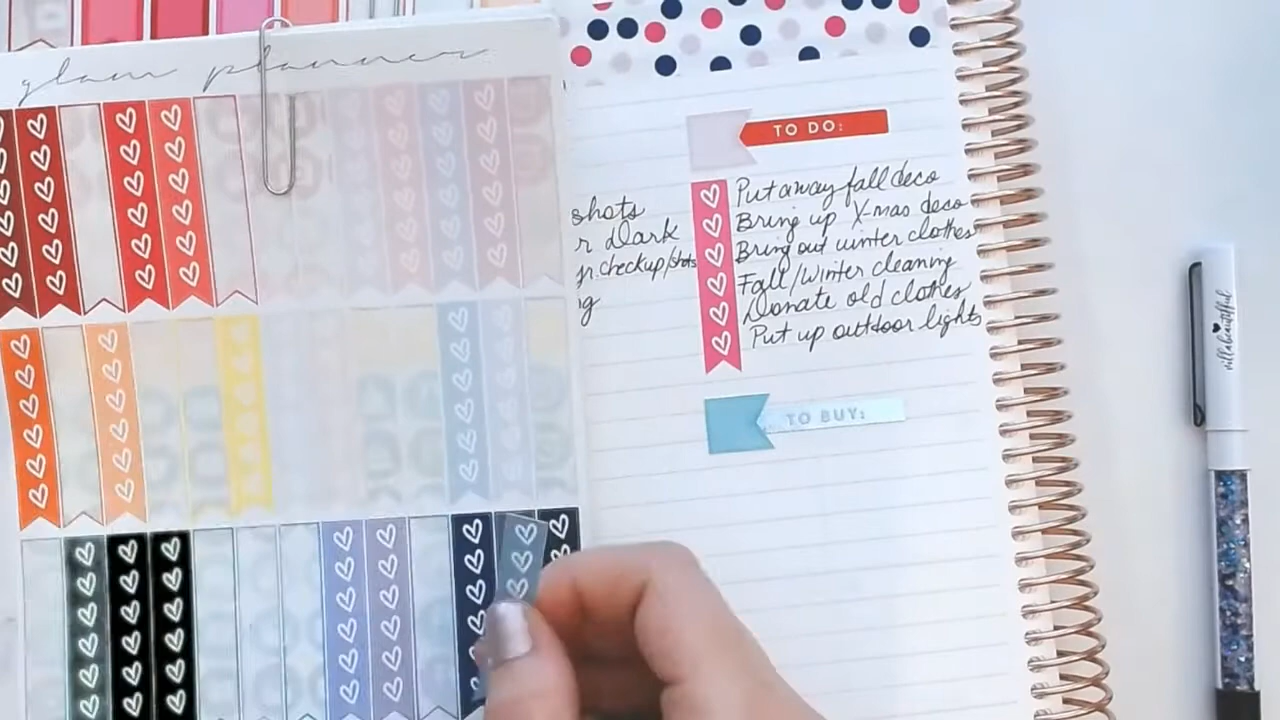 glam planner
TO DO:
Put away fall deco
Bring up X-mas deco
Bring out winter clothes
Fall/winter cleaning
Donate old clothes
Put up outdoor lights
TO BUY:
shots
r dark
checkup/shots
g
villabeautifful